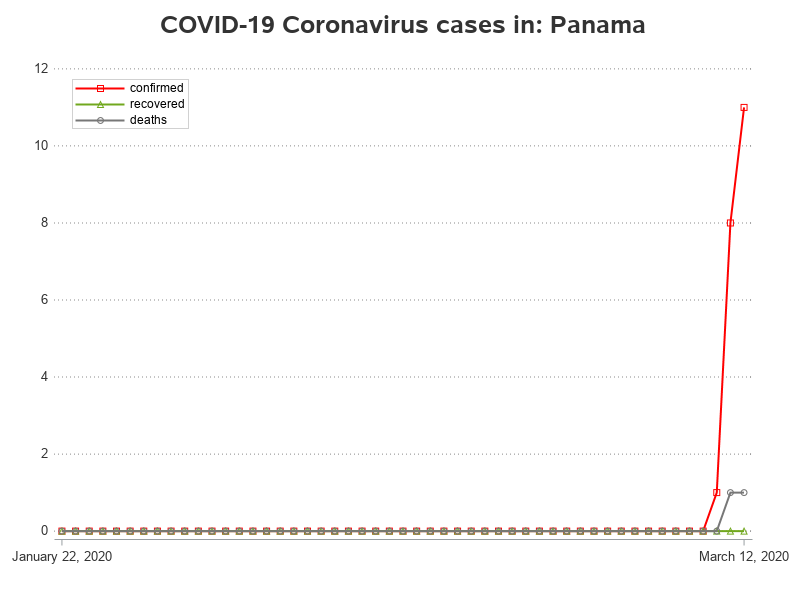 COVID-19 Coronavirus cases in: Panama
12
confirmed
recovered
deaths
10
8
6
4
2
0
January 22, 2020
March 12, 2020